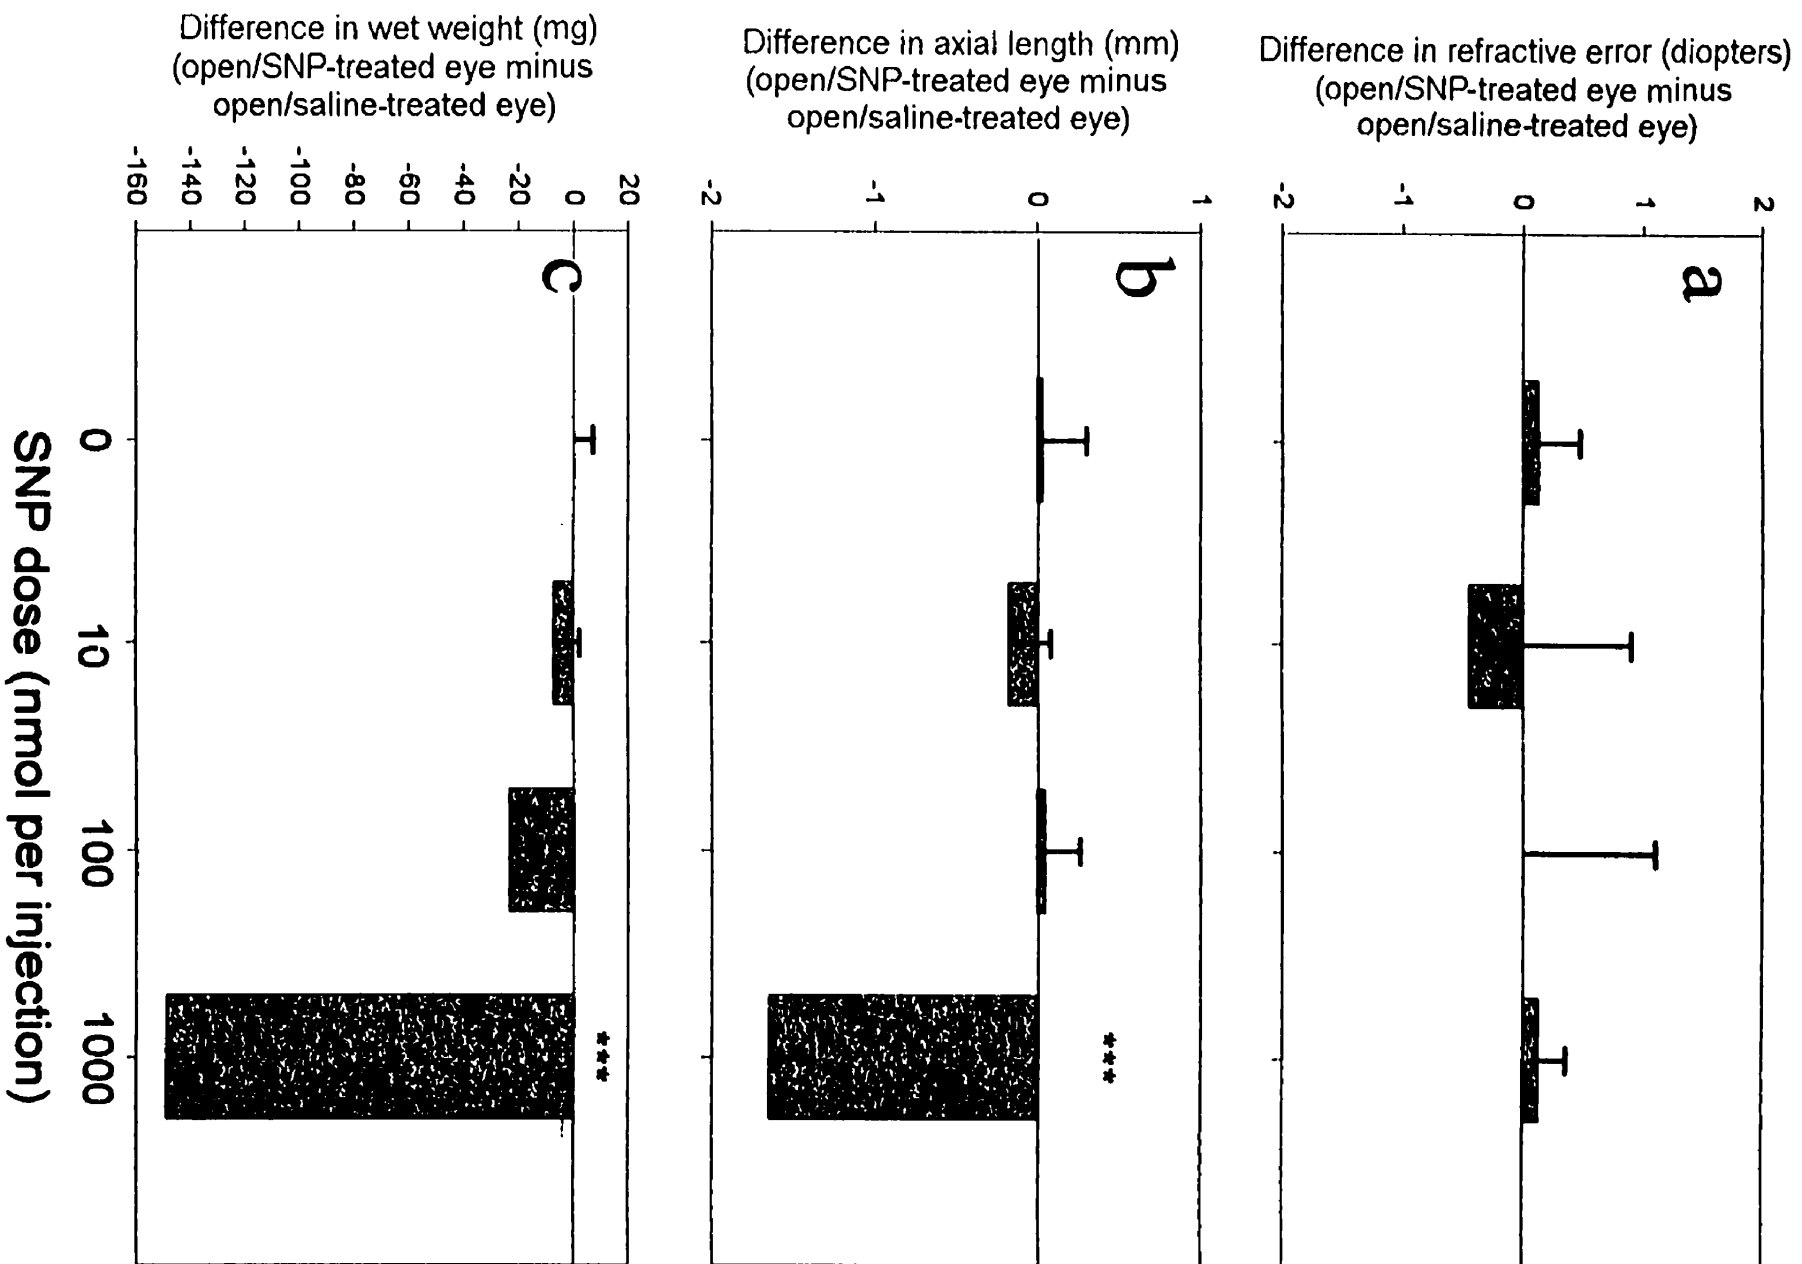 Difference in refractive error (diopters)
(open/SNP-treated eye minus
open/saline-treated eye)
2
1
0
-1
-2
a
Difference in axial length (mm)
(open/SNP-treated eye minus
open/saline-treated eye)
1
0
-1
-2
b
***
Difference in wet weight (mg)
(open/SNP-treated eye minus
open/saline-treated eye)
20
0
-20
-40
-60
-80
-100
-120
-140
-160
c
***
0
10
100
1000
SNP dose (nmol per injection)